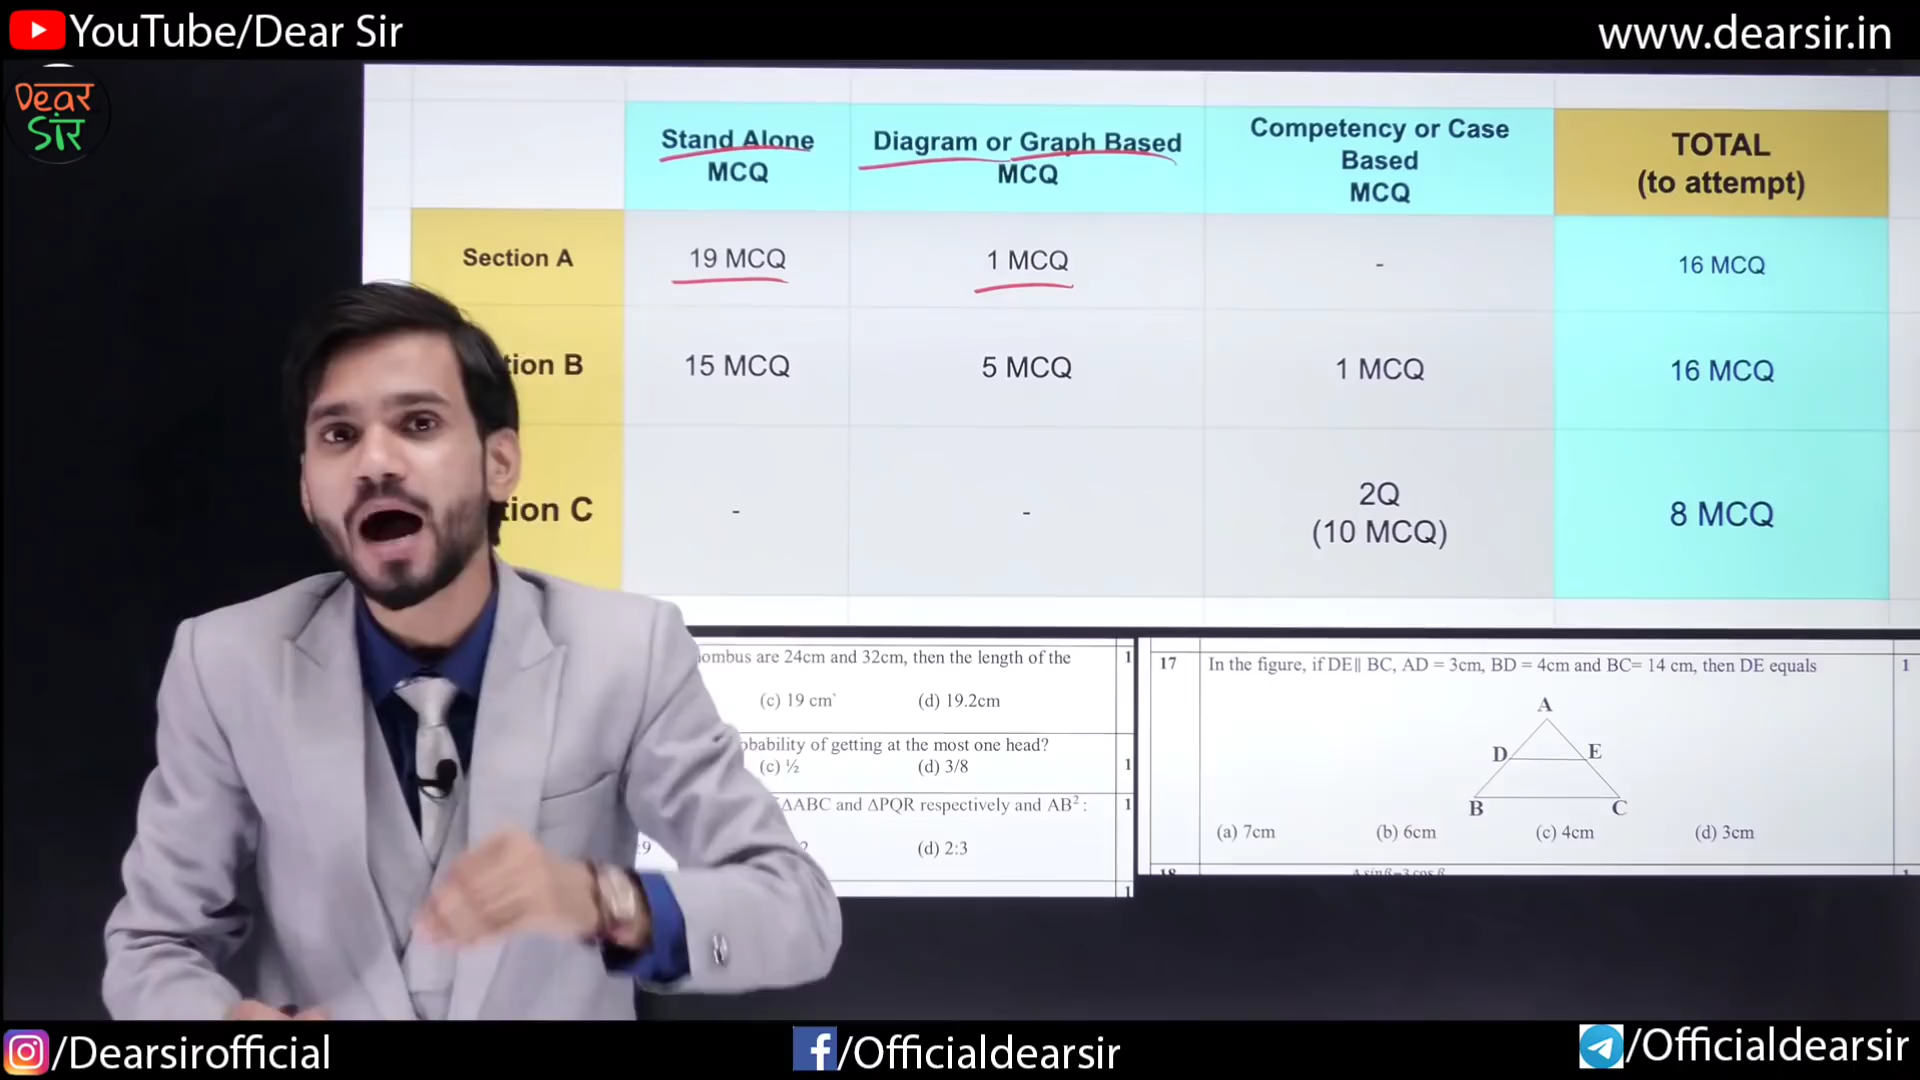 YouTube/Dear Sir
www.dearsir.in
Dear
Sir
Stand Alone
MCQ
Diagram or Graph Based
MCQ
Competency or Case
Based
MCQ
TOTAL
(to attempt)
Section A
19 MCQ
1 MCQ
-
16 MCQ
tion B
15 MCQ
5 MCQ
1 MCQ
16 MCQ
tion C
-
-
2Q
(10 MCQ)
8 MCQ
ombus are 24cm and 32cm, then the length of the
1
(c) 19 cm`
(d) 19.2cm
obability of getting at the most one head?
(c) ½
(d) 3/8
1
ΔABC and ΔPQR respectively and AB²:
1
:9
(d) 2:3
1
17
In the figure, if DE∥ BC, AD = 3cm, BD = 4cm and BC= 14 cm, then DE equals
1
A
D
E
B
C
(a) 7cm
(b) 6cm
(c) 4cm
(d) 3cm
/Dearsirofficial
/Officialdearsir
/Officialdearsir